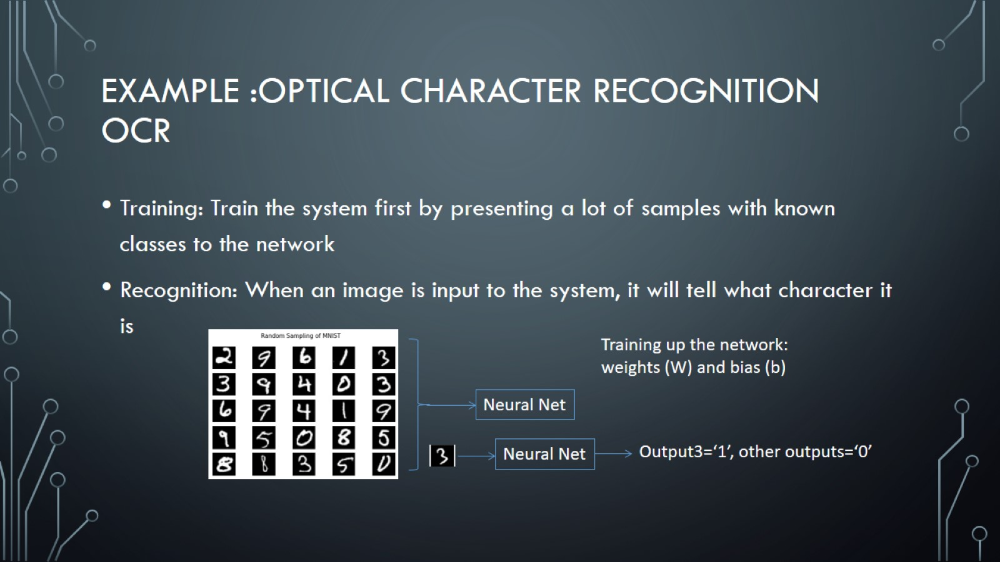 EXAMPLE :OPTICAL CHARACTER RECOGNITION
OCR
• Training: Train the system first by presenting a lot of samples with known
classes to the network
• Recognition: When an image is input to the system, it will tell what character it
is
Random Sampling of MNIST
2 9 6 1 3
3 9 4 0 3
6 9 4 1 9
9 5 0 8 5
8 8 3 5 0
Training up the network:
weights (W) and bias (b)
Neural Net
3
Neural Net
Output3=‘1’, other outputs=‘0’